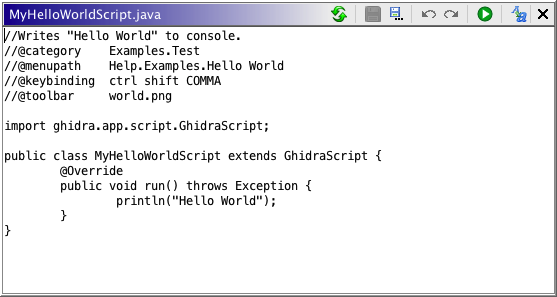 MyHelloWorldScript.java
//Writes "Hello World" to console.
//@category    Examples.Test
//@menupath    Help.Examples.Hello World
//@keybinding  ctrl shift COMMA
//@toolbar     world.png

import ghidra.app.script.GhidraScript;

public class MyHelloWorldScript extends GhidraScript {
        @Override
        public void run() throws Exception {
                println("Hello World");
        }
}